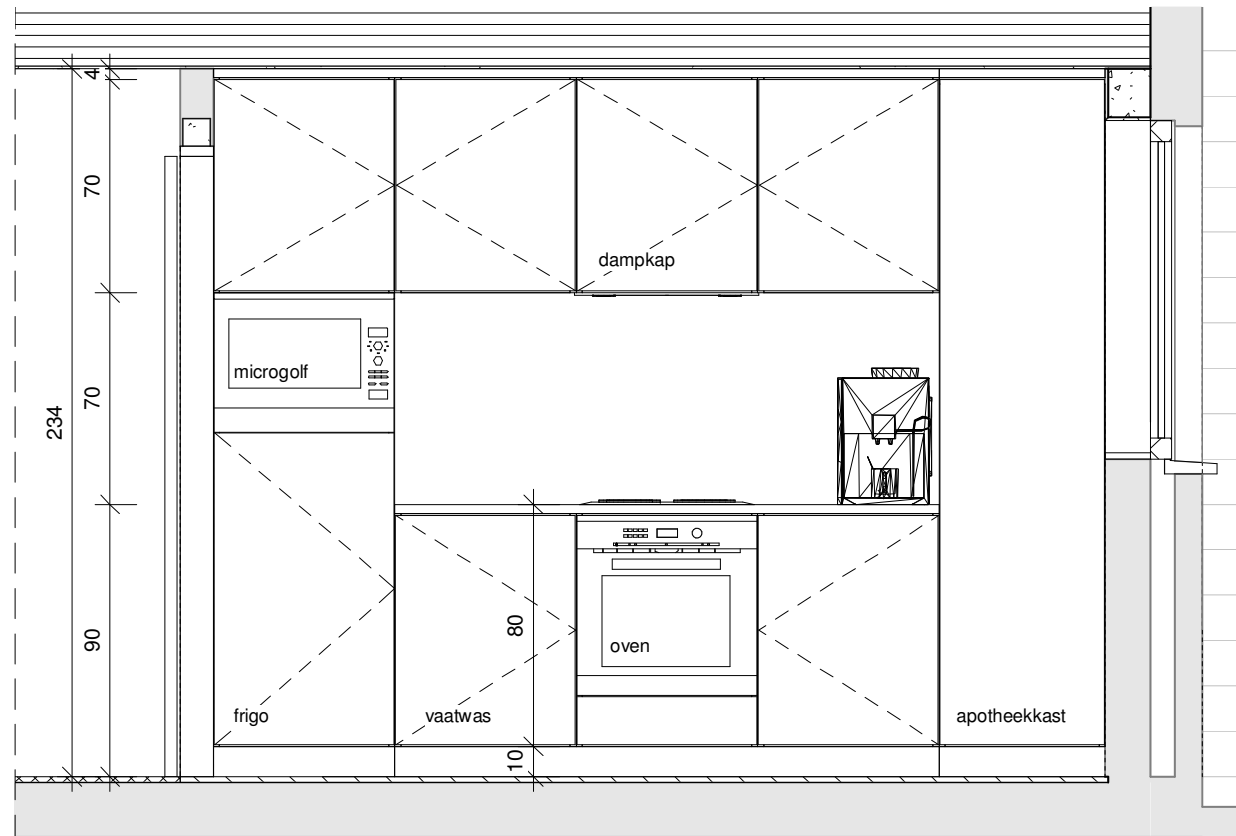 4
70
dampkap
microgolf
70
234
80
oven
90
frigo
vaatwas
apotheekkast
10